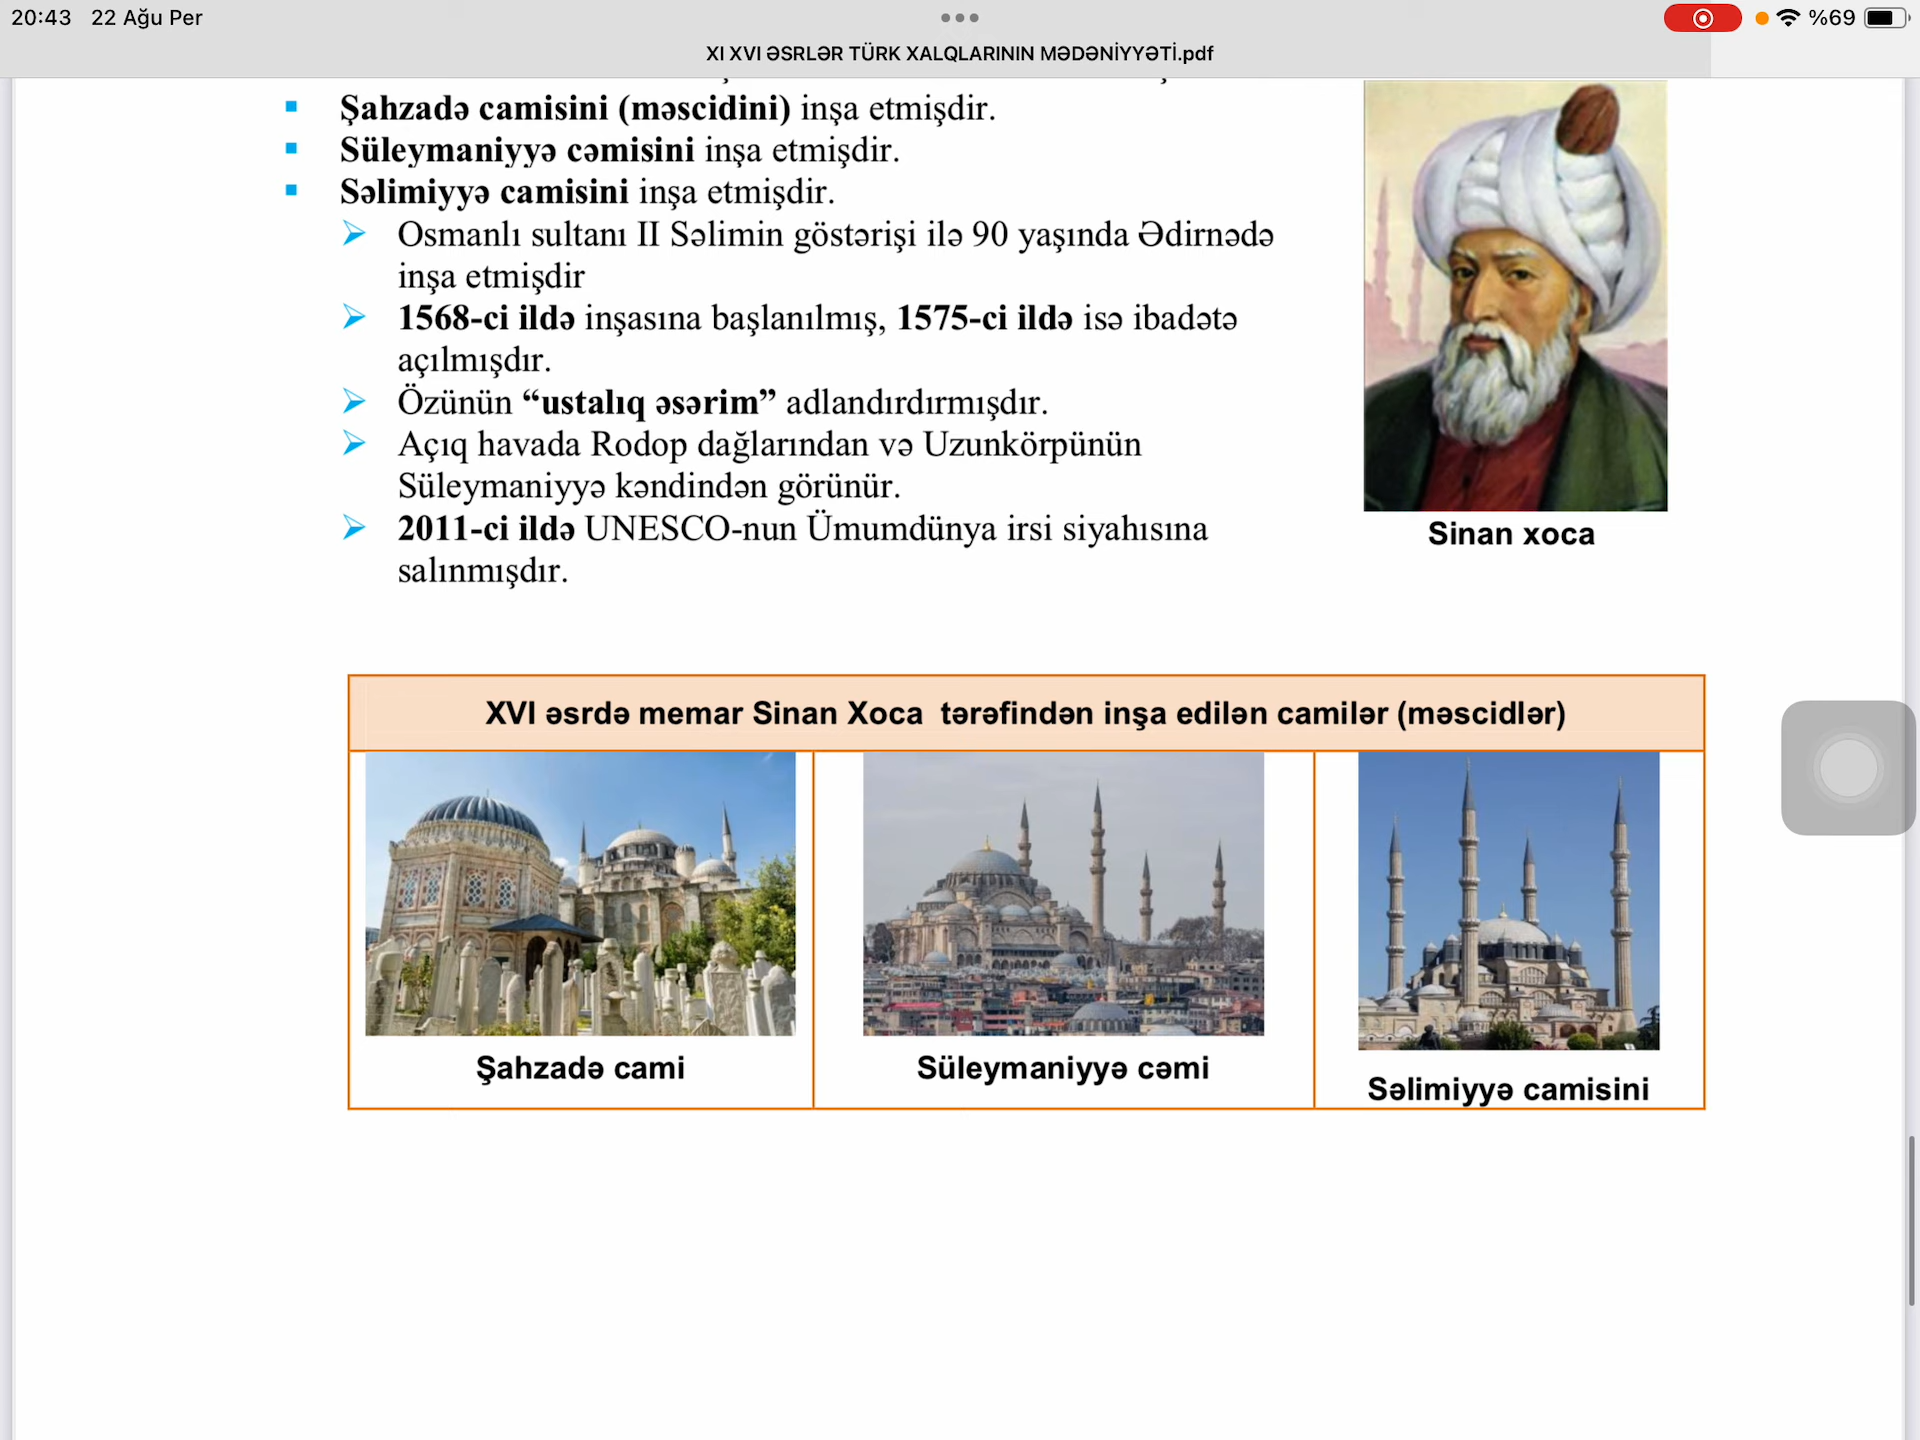 20:43 22 Ağu Per
%69
XI XVI ƏSRLƏR TÜRK XALQLARININ MƏDƏNİYYƏTİ.pdf
Şahzadə camisini (məscidini) inşa etmişdir.
Süleymaniyyə cəmisini inşa etmişdir.
Səlimiyyə camisini inşa etmişdir.
Osmanlı sultanı II Səlimin göstərişi ilə 90 yaşında Ədirnədə
inşa etmişdir
1568-ci ildə inşasına başlanılmış, 1575-ci ildə isə ibadətə
açılmışdır.
Özünün “ustalıq əsərim” adlandırdırmışdır.
Açıq havada Rodop dağlarından və Uzunkörpünün
Süleymaniyyə kəndindən görünür.
2011-ci ildə UNESCO-nun Ümumdünya irsi siyahısına
salınmışdır.
Sinan xoca
XVI əsrdə memar Sinan Xoca tərəfindən inşa edilən camilər (məscidlər)
Şahzadə cami
Süleymaniyyə cəmi
Səlimiyyə camisini